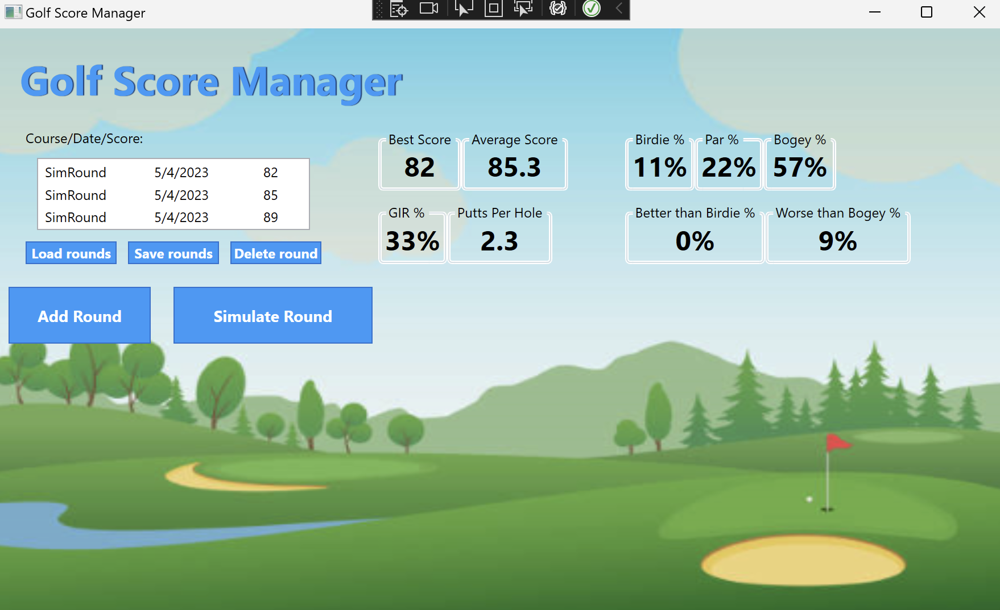 Golf Score Manager
Golf Score Manager
Course/Date/Score:
SimRound 5/4/2023 82
SimRound 5/4/2023 85
SimRound 5/4/2023 89
Load rounds Save rounds Delete round
Add Round Simulate Round
Best Score Average Score
82 85.3
GIR % Putts Per Hole
33% 2.3
Birdie % Par % Bogey %
11% 22% 57%
Better than Birdie % Worse than Bogey %
0% 9%